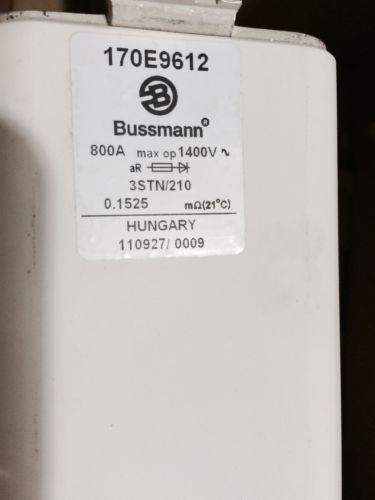 170E9612
B
Bussmann®
800A max op 1400V ~
aR
3STN/210
0.1525 mΩ(21°C)
HUNGARY
110927/ 0009